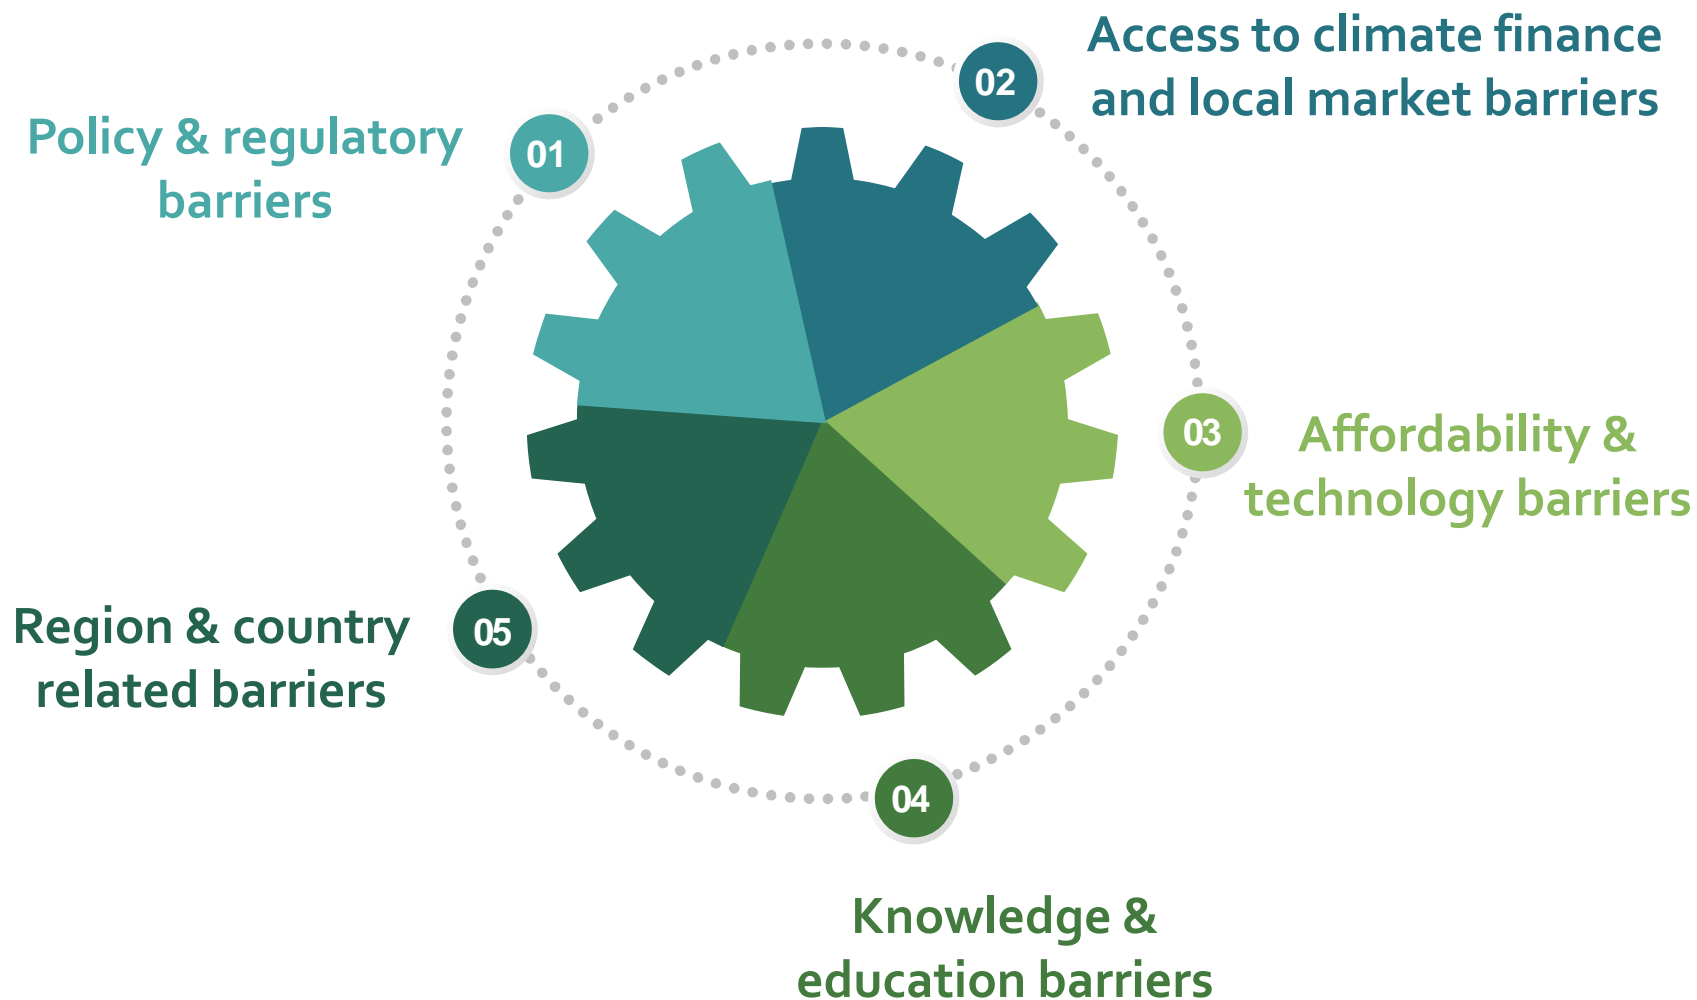 01
Policy & regulatory
barriers
02
Access to climate finance
and local market barriers
03
Affordability &
technology barriers
04
Knowledge &
education barriers
05
Region & country
related barriers